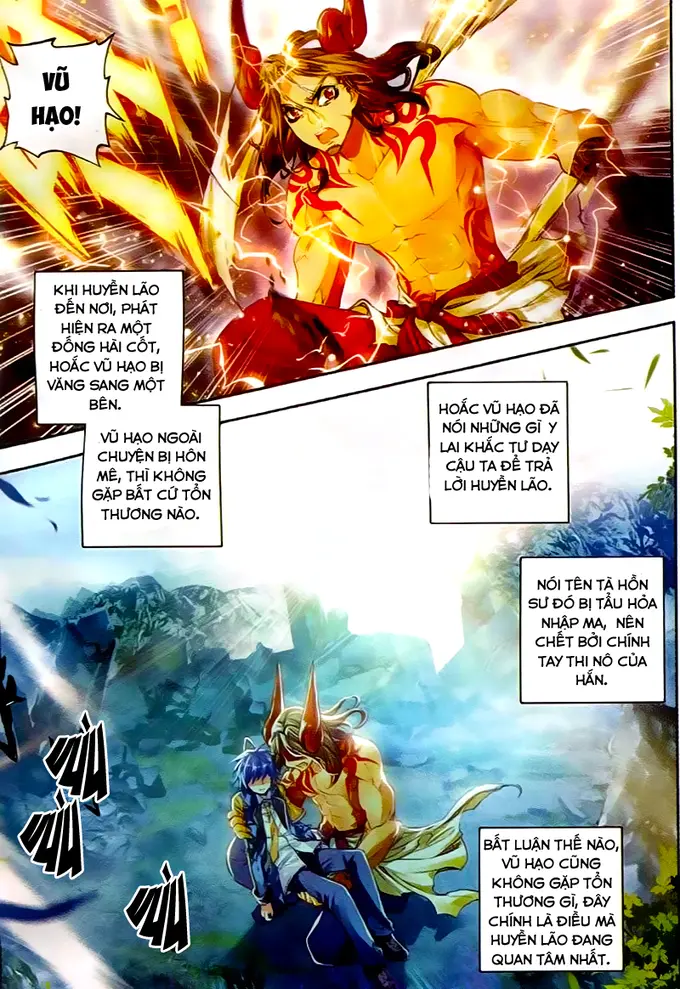 VŨ
HẠO!
KHI HUYỀN LÃO
ĐẾN NƠI, PHÁT
HIỆN RA MỘT
ĐỐNG HÀI CỐT,
HOẮC VŨ HẠO BỊ
VĂNG SANG MỘT
BÊN.
VŨ HẠO NGOÀI
CHUYỆN BỊ HÔN
MÊ, THÌ KHÔNG
GẶP BẤT CỨ TỔN
THƯƠNG NÀO.
HOẮC VŨ HẠO ĐÃ
NÓI NHỮNG GÌ Y
LAI KHẮC TƯ DẠY
CẬU TA ĐỂ TRẢ
LỜI HUYỀN LÃO.
NÓI TÊN TÀ HỒN
SƯ ĐÓ BỊ TẨU HỎA
NHẬP MA, NÊN
CHẾT BỞI CHÍNH
TAY THI NÔ CỦA
HẮN.
VÙÙ
VÙÙ
VÙÙ
BẤT LUẬN THẾ NÀO,
VŨ HẠO CŨNG
KHÔNG GẶP TỔN
THƯƠNG GÌ, ĐÂY
CHÍNH LÀ ĐIỀU MÀ
HUYỀN LÃO ĐANG
QUAN TÂM NHẤT.